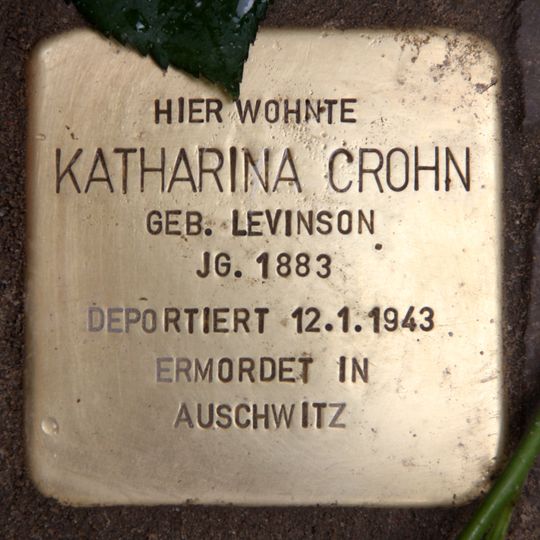 HIER WOHNTE
KATHARINA CROHN
GEB. LEVINSON
JG. 1883
DEPORTIERT 12.1.1943
ERMORDET IN
AUSCHWITZ